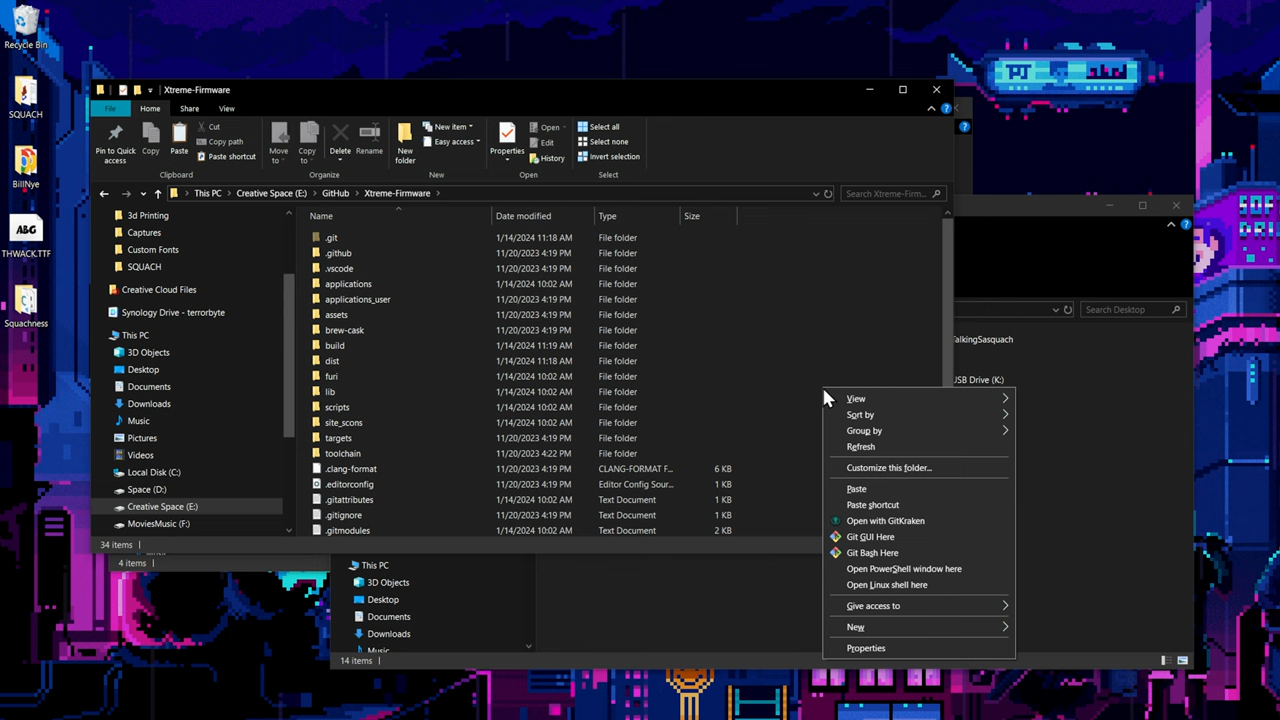 Recycle Bin
SQUACH
BillNye
ABG
THWACK.TTF
Squachness
Xtreme-Firmware
File
Home
Share
View
Pin to Quick access
Copy
Paste
Cut
Copy path
Paste shortcut
Clipboard
Move to
Copy to
Delete
Rename
Organize
New folder
New item
Easy access
New
Properties
Open
Edit
History
Open
Select all
Select none
Invert selection
Select
This PC > Creative Space (E:) > GitHub > Xtreme-Firmware >
Search Xtreme-Firm...
3d Printing
Captures
Custom Fonts
SQUACH
Creative Cloud Files
Synology Drive - terrorbyte
This PC
3D Objects
Desktop
Documents
Downloads
Music
Pictures
Videos
Local Disk (C:)
Space (D:)
Creative Space (E:)
MoviesMusic (F:)
Name Date modified Type Size
.git 1/14/2024 11:18 AM File folder
.github 11/20/2023 4:19 PM File folder
.vscode 11/20/2023 4:19 PM File folder
applications 1/14/2024 10:02 AM File folder
applications_user 11/20/2023 4:19 PM File folder
assets 11/20/2023 4:19 PM File folder
brew-cask 11/20/2023 4:19 PM File folder
build 1/14/2024 11:19 AM File folder
dist 1/14/2024 11:18 AM File folder
furi 1/14/2024 10:02 AM File folder
lib 1/14/2024 10:02 AM File folder
scripts 1/14/2024 10:02 AM File folder
site_scons 1/14/2024 10:02 AM File folder
targets 11/20/2023 4:19 PM File folder
toolchain 11/20/2023 4:22 PM File folder
.clang-format 11/20/2023 4:19 PM CLANG-FORMAT F... 6 KB
.editorconfig 11/20/2023 4:19 PM Editor Config Sour... 1 KB
.gitattributes 1/14/2024 10:02 AM Text Document 1 KB
.gitignore 1/14/2024 10:02 AM Text Document 1 KB
.gitmodules 1/14/2024 10:02 AM Text Document 2 KB
34 items
4 items
Search Desktop
TalkingSasquach
USB Drive (K:)
View
Sort by
Group by
Refresh
Customize this folder...
Paste
Paste shortcut
Open with GitKraken
Git GUI Here
Git Bash Here
Open PowerShell window here
Open Linux shell here
Give access to
New
Properties
This PC
3D Objects
Desktop
Documents
Downloads
Music
14 items